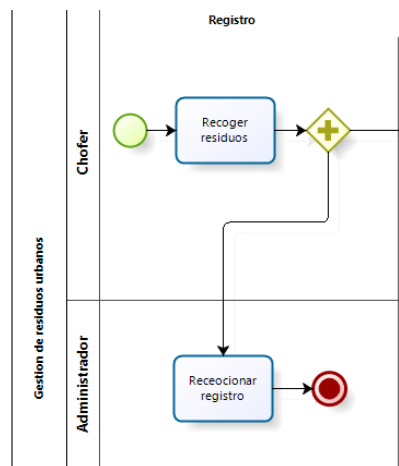 Registro
Gestion de residuos urbanos
Chofer
Recoger
residuos
Administrador
Receocionar
registro